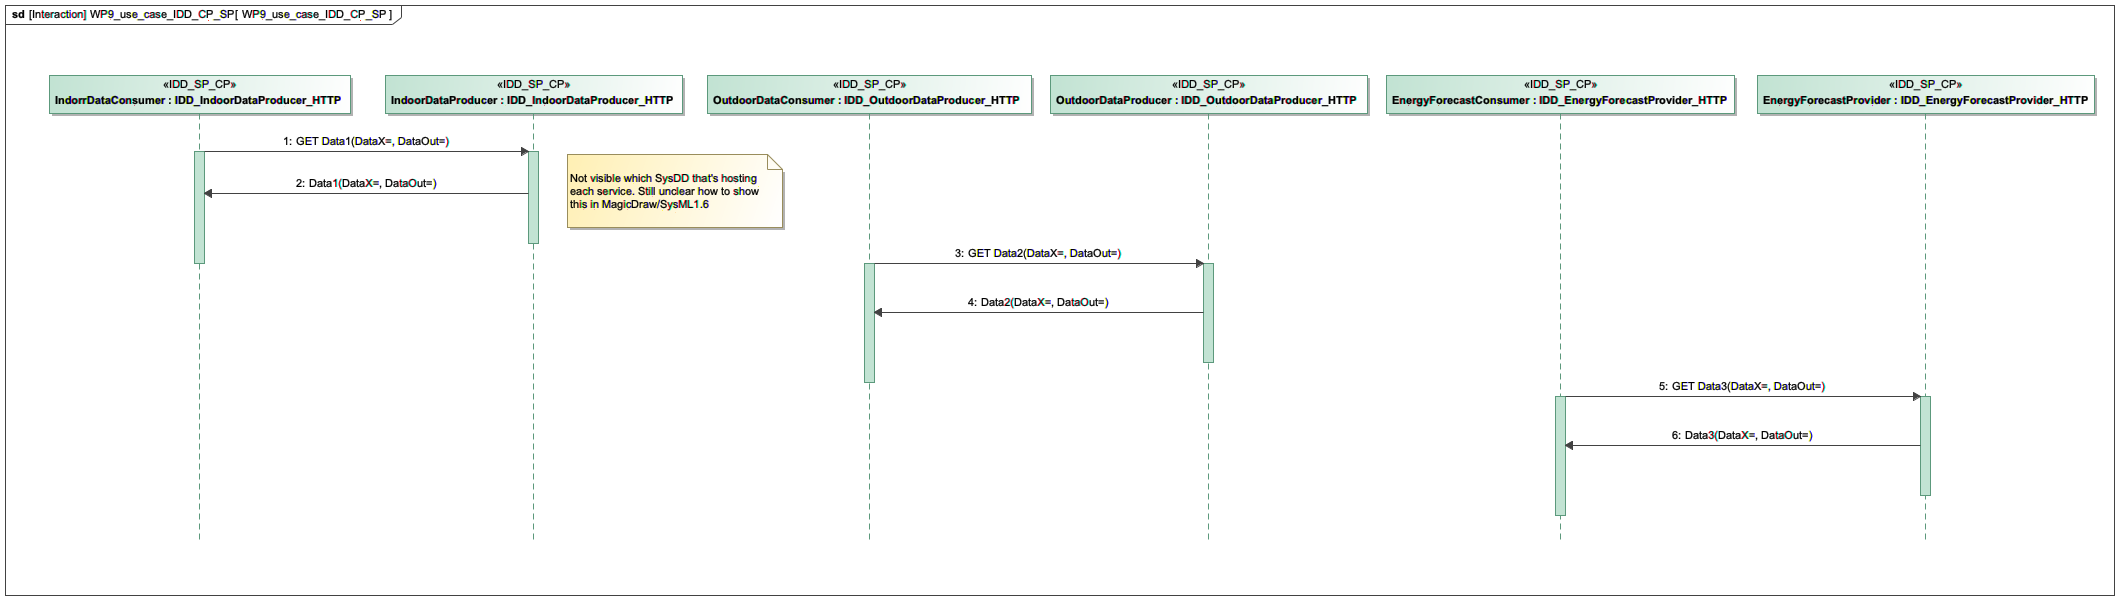 sd [Interaction] WP9_use_case_IDD_CP_SP[ WP9_use_case_IDD_CP_SP ]
«IDD_SP_CP»
IndorrDataConsumer : IDD_IndoorDataProducer_HTTP
«IDD_SP_CP»
IndoorDataProducer : IDD_IndoorDataProducer_HTTP
«IDD_SP_CP»
OutdoorDataConsumer : IDD_OutdoorDataProducer_HTTP
«IDD_SP_CP»
OutdoorDataProducer : IDD_OutdoorDataProducer_HTTP
«IDD_SP_CP»
EnergyForecastConsumer : IDD_EnergyForecastProvider_HTTP
«IDD_SP_CP»
EnergyForecastProvider : IDD_EnergyForecastProvider_HTTP
1: GET Data1(DataX=, DataOut=)
2: Data1(DataX=, DataOut=)
Not visible which SysDD that's hosting
each service. Still unclear how to show
this in MagicDraw/SysML1.6
3: GET Data2(DataX=, DataOut=)
4: Data2(DataX=, DataOut=)
5: GET Data3(DataX=, DataOut=)
6: Data3(DataX=, DataOut=)